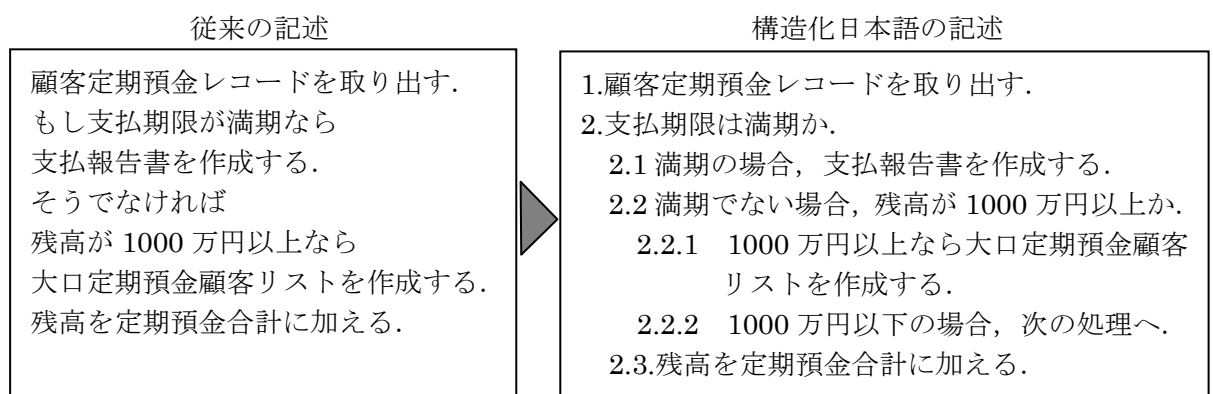 従来の記述
顧客定期預金レコードを取り出す．
もし支払期限が満期なら
支払報告書を作成する．
そうでなければ
残高が 1000 万円以上なら
大口定期預金顧客リストを作成する．
残高を定期預金合計に加える．
構造化日本語の記述
1.顧客定期預金レコードを取り出す．
2.支払期限は満期か．
2.1 満期の場合，支払報告書を作成する．
2.2 満期でない場合，残高が 1000 万円以上か．
2.2.1 1000 万円以上なら大口定期預金顧客
リストを作成する．
2.2.2 1000 万円以下の場合，次の処理へ．
2.3.残高を定期預金合計に加える．